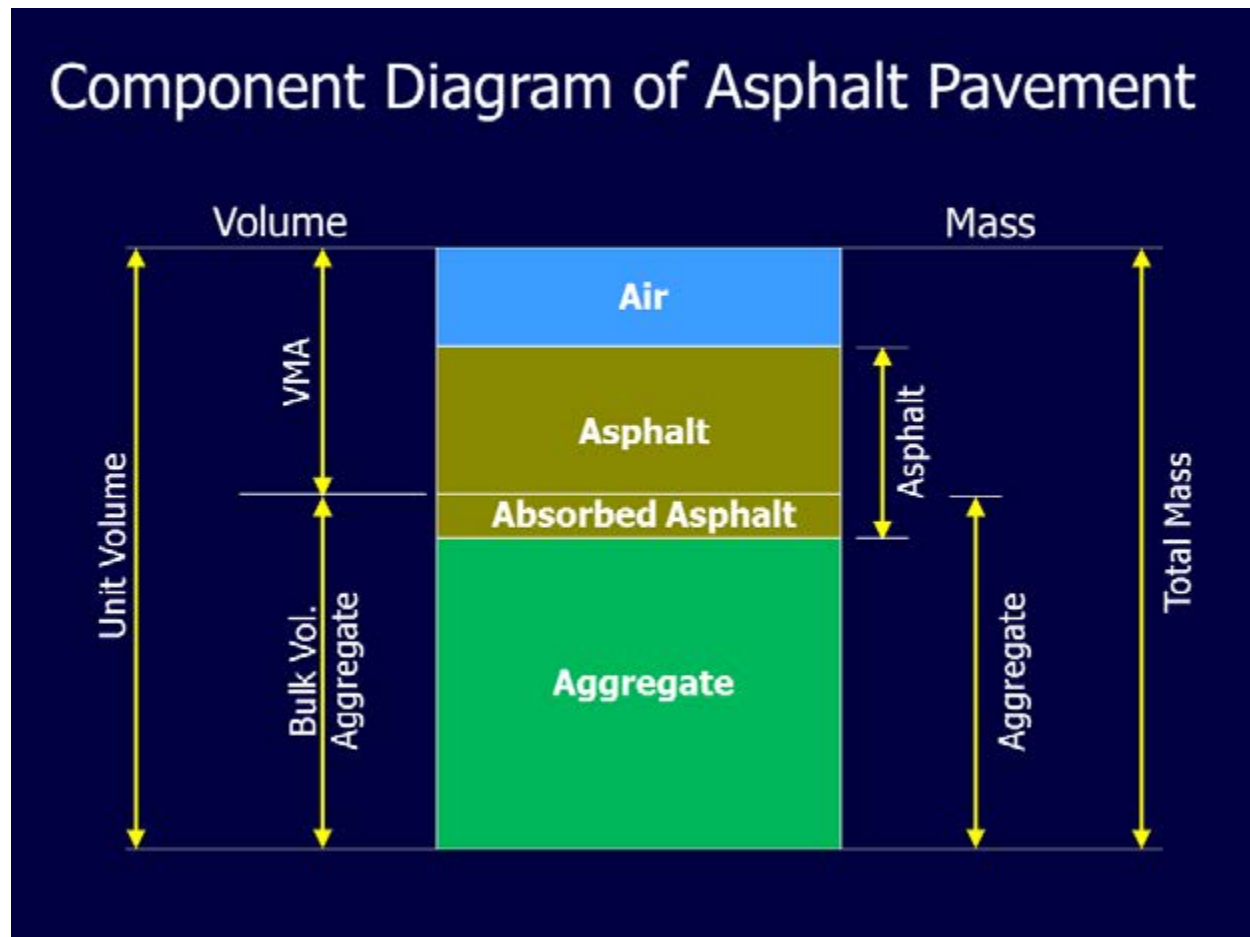 Component Diagram of Asphalt Pavement
Volume
Mass
Air
VMA
Asphalt
Asphalt
Unit Volume
Absorbed Asphalt
Total Mass
Bulk Vol.
Aggregate
Aggregate
Aggregate